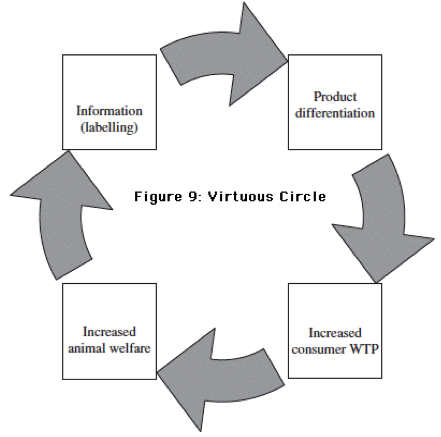 Information
(labelling)
Product
differentiation
Figure 9: Virtuous Circle
Increased
animal welfare
Increased
consumer WTP